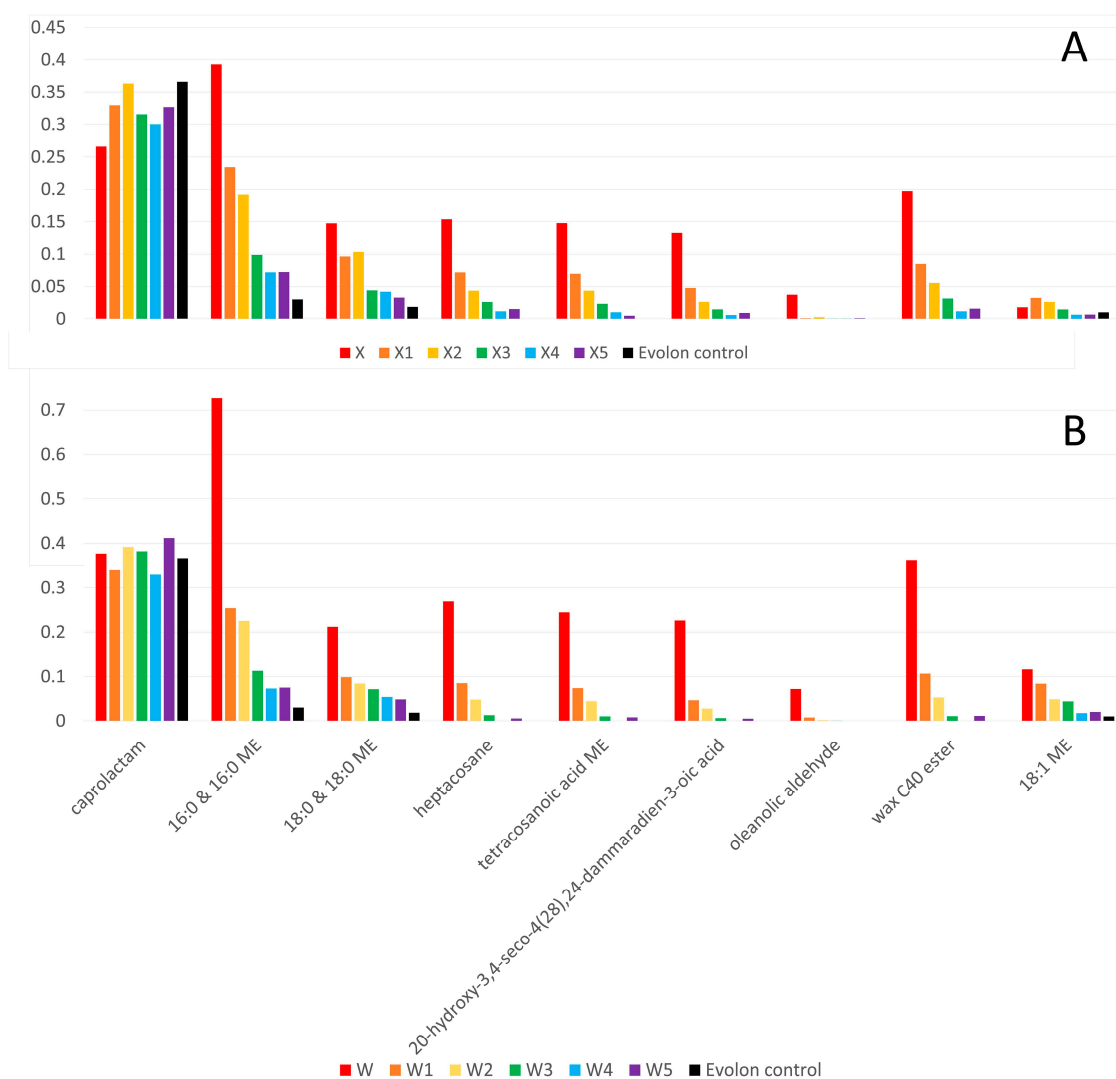 0.45
A
0.4
0.35
0.3
0.25
0.2
0.15
0.1
0.05
0
X X1 X2 X3 X4 X5 Evolon control
0.7
B
0.6
0.5
0.4
0.3
0.2
0.1
0
caprolactam
16:0 & 16:0 ME
18:0 & 18:0 ME
heptacosane
tetracosanoic acid ME
20-hydroxy-3,4-seco-4(28),24-dammaradien-3-oic acid
oleanolic aldehyde
wax C40 ester
18:1 ME
W W1 W2 W3 W4 W5 Evolon control